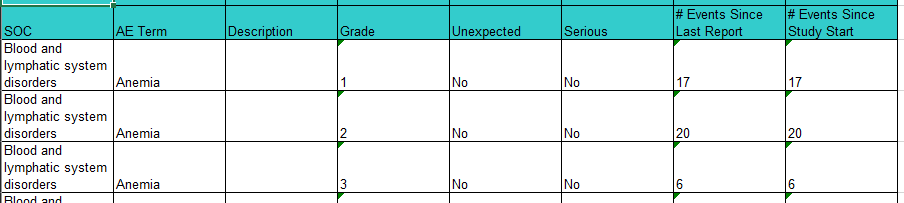 SOC AE Term Description Grade Unexpected Serious # Events Since Last Report # Events Since Study Start
Blood and
lymphatic system
disorders Anemia 1 No No 17 17
Blood and
lymphatic system
disorders Anemia 2 No No 20 20
Blood and
lymphatic system
disorders Anemia 3 No No 6 6
Blood and